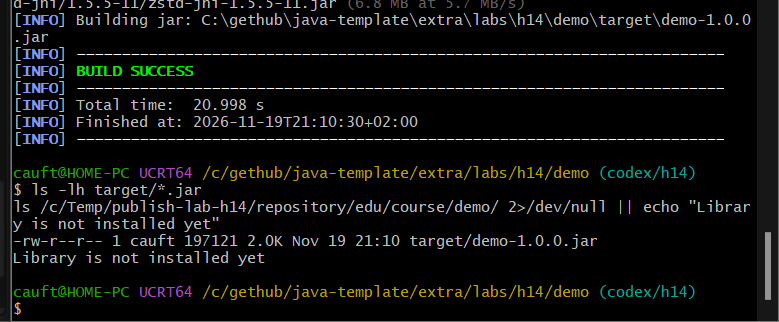 d-jni/1.5.5-11/zstd-jni-1.5.5-11.jar (6.8 MB at 5.7 MB/s)
[INFO] Building jar: C:\gethub\java-template\extra\labs\h14\demo\target\demo-1.0.0
.jar
[INFO] ------------------------------------------------------------------------
[INFO] BUILD SUCCESS
[INFO] ------------------------------------------------------------------------
[INFO] Total time:  20.998 s
[INFO] Finished at: 2026-11-19T21:10:30+02:00
[INFO] ------------------------------------------------------------------------
cauft@HOME-PC UCRT64 /c/gethub/java-template/extra/labs/h14/demo (codex/h14)
$ ls -lh target/*.jar
ls /c/Temp/publish-lab-h14/repository/edu/course/demo/ 2>/dev/null || echo "Librar
y is not installed yet"
-rw-r--r-- 1 cauft 197121 2.0K Nov 19 21:10 target/demo-1.0.0.jar
Library is not installed yet
cauft@HOME-PC UCRT64 /c/gethub/java-template/extra/labs/h14/demo (codex/h14)
$